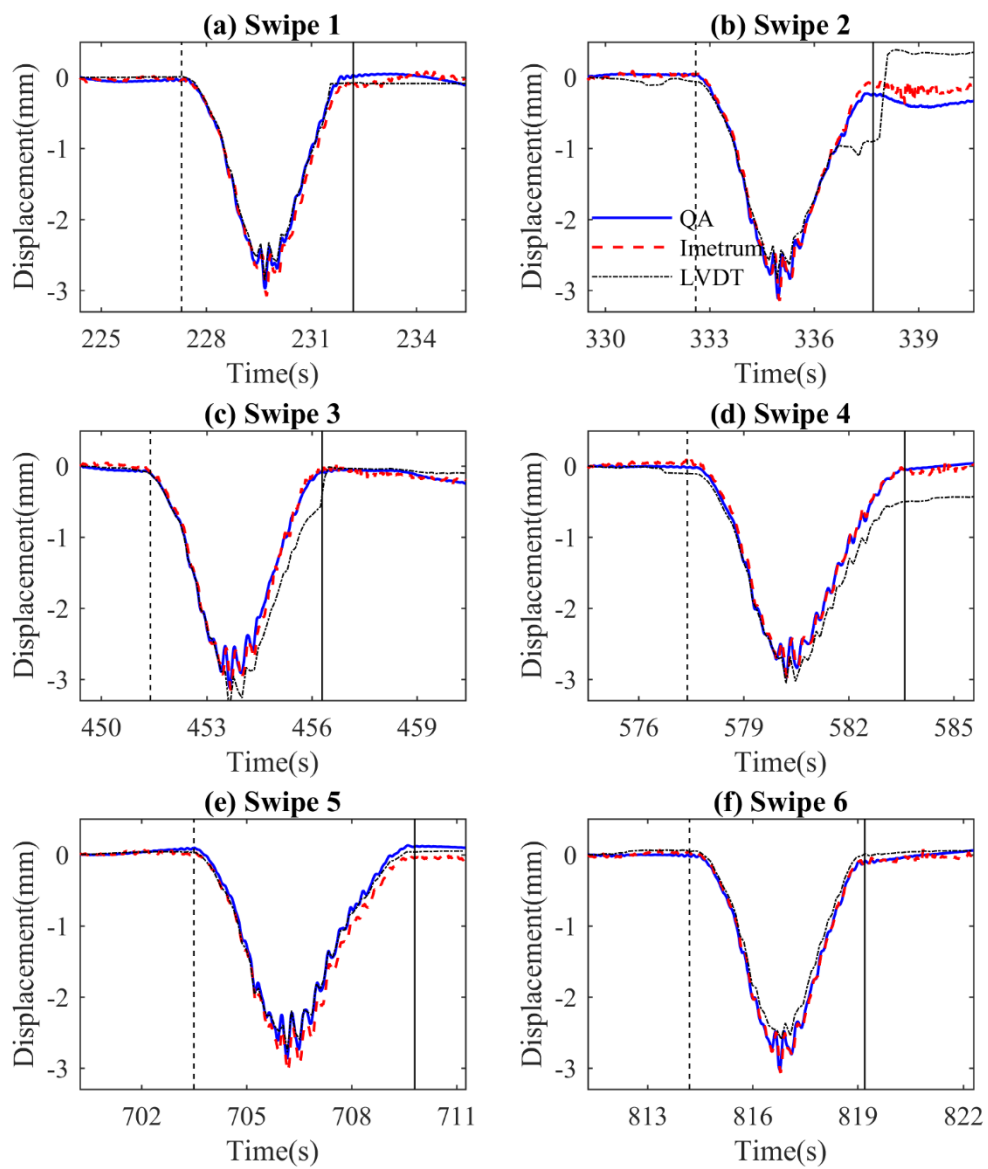 (a) Swipe 1
(b) Swipe 2
Displacement(mm)
0
-1
-2
-3
225 228 231 234
Time(s)
Displacement(mm)
0
-1
-2
-3
QA
Imetrum
LVDT
330 333 336 339
Time(s)
(c) Swipe 3
(d) Swipe 4
Displacement(mm)
0
-1
-2
-3
450 453 456 459
Time(s)
Displacement(mm)
0
-1
-2
-3
576 579 582 585
Time(s)
(e) Swipe 5
(f) Swipe 6
Displacement(mm)
0
-1
-2
-3
702 705 708 711
Time(s)
Displacement(mm)
0
-1
-2
-3
813 816 819 822
Time(s)